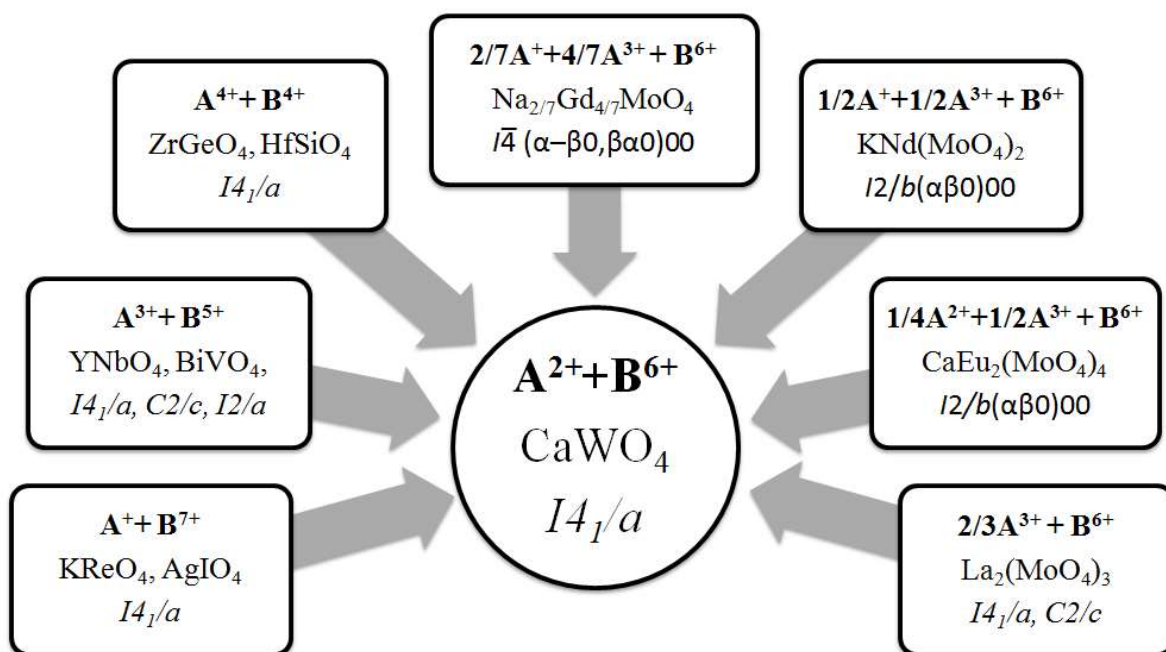 A⁴⁺ + B⁴⁺
ZrGeO₄, HfSiO₄
I4₁/a
2/7A⁺+4/7A³⁺ + B⁶⁺
Na₂/₇Gd₄/₇MoO₄
I4̅ (α–β0,βα0)00
1/2A⁺+1/2A³⁺ + B⁶⁺
KNd(MoO₄)₂
I2/b(αβ0)00
A³⁺ + B⁵⁺
YNbO₄, BiVO₄,
I4₁/a, C2/c, I2/a
A²⁺+B⁶⁺
CaWO₄
I4₁/a
1/4A²⁺+1/2A³⁺ + B⁶⁺
CaEu₂(MoO₄)₄
I2/b(αβ0)00
A⁺ + B⁷⁺
KReO₄, AgIO₄
I4₁/a
2/3A³⁺ + B⁶⁺
La₂(MoO₄)₃
I4₁/a, C2/c